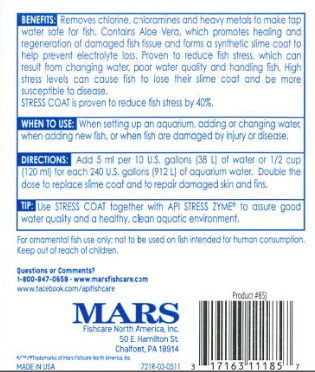 BENEFITS: Removes chlorine, chloramines and heavy metals to make tap
water safe for fish. Contains Aloe Vera, which promotes healing and
regeneration of damaged fish tissue and forms a synthetic slime coat to
help prevent electrolyte loss. Proven to reduce fish stress, which can
result from changing water, poor water quality and handling fish. High
stress levels can cause fish to lose their slime coat and be more
susceptible to disease.
STRESS COAT is proven to reduce fish stress by 40%.
WHEN TO USE: When setting up an aquarium, adding or changing water,
when adding new fish, or when fish are damaged by injury or disease.
DIRECTIONS: Add 5 ml per 10 U.S. gallons (38 L) of water or 1/2 cup
(120 ml) for each 240 U.S. gallons (912 L) of aquarium water. Double the
dose to replace slime coat and to repair damaged skin and fins.
TIP: Use STRESS COAT together with API STRESS ZYME® to assure good
water quality and a healthy, clean aquatic environment.
For ornamental fish use only; not to be used on fish intended for human consumption.
Keep out of reach of children.
Questions or Comments?
1-800-847-0659 - www.marsfishcare.com
www.facebook.com/apifishcare
Product #85J
MARS
Fishcare North America, Inc.
50 E. Hamilton St.
Chalfont, PA 18914
®/™/®Trademarks of Mars Fishcare North America, Inc.
MADE IN USA 721R-03-0511
3 17163 11185 7